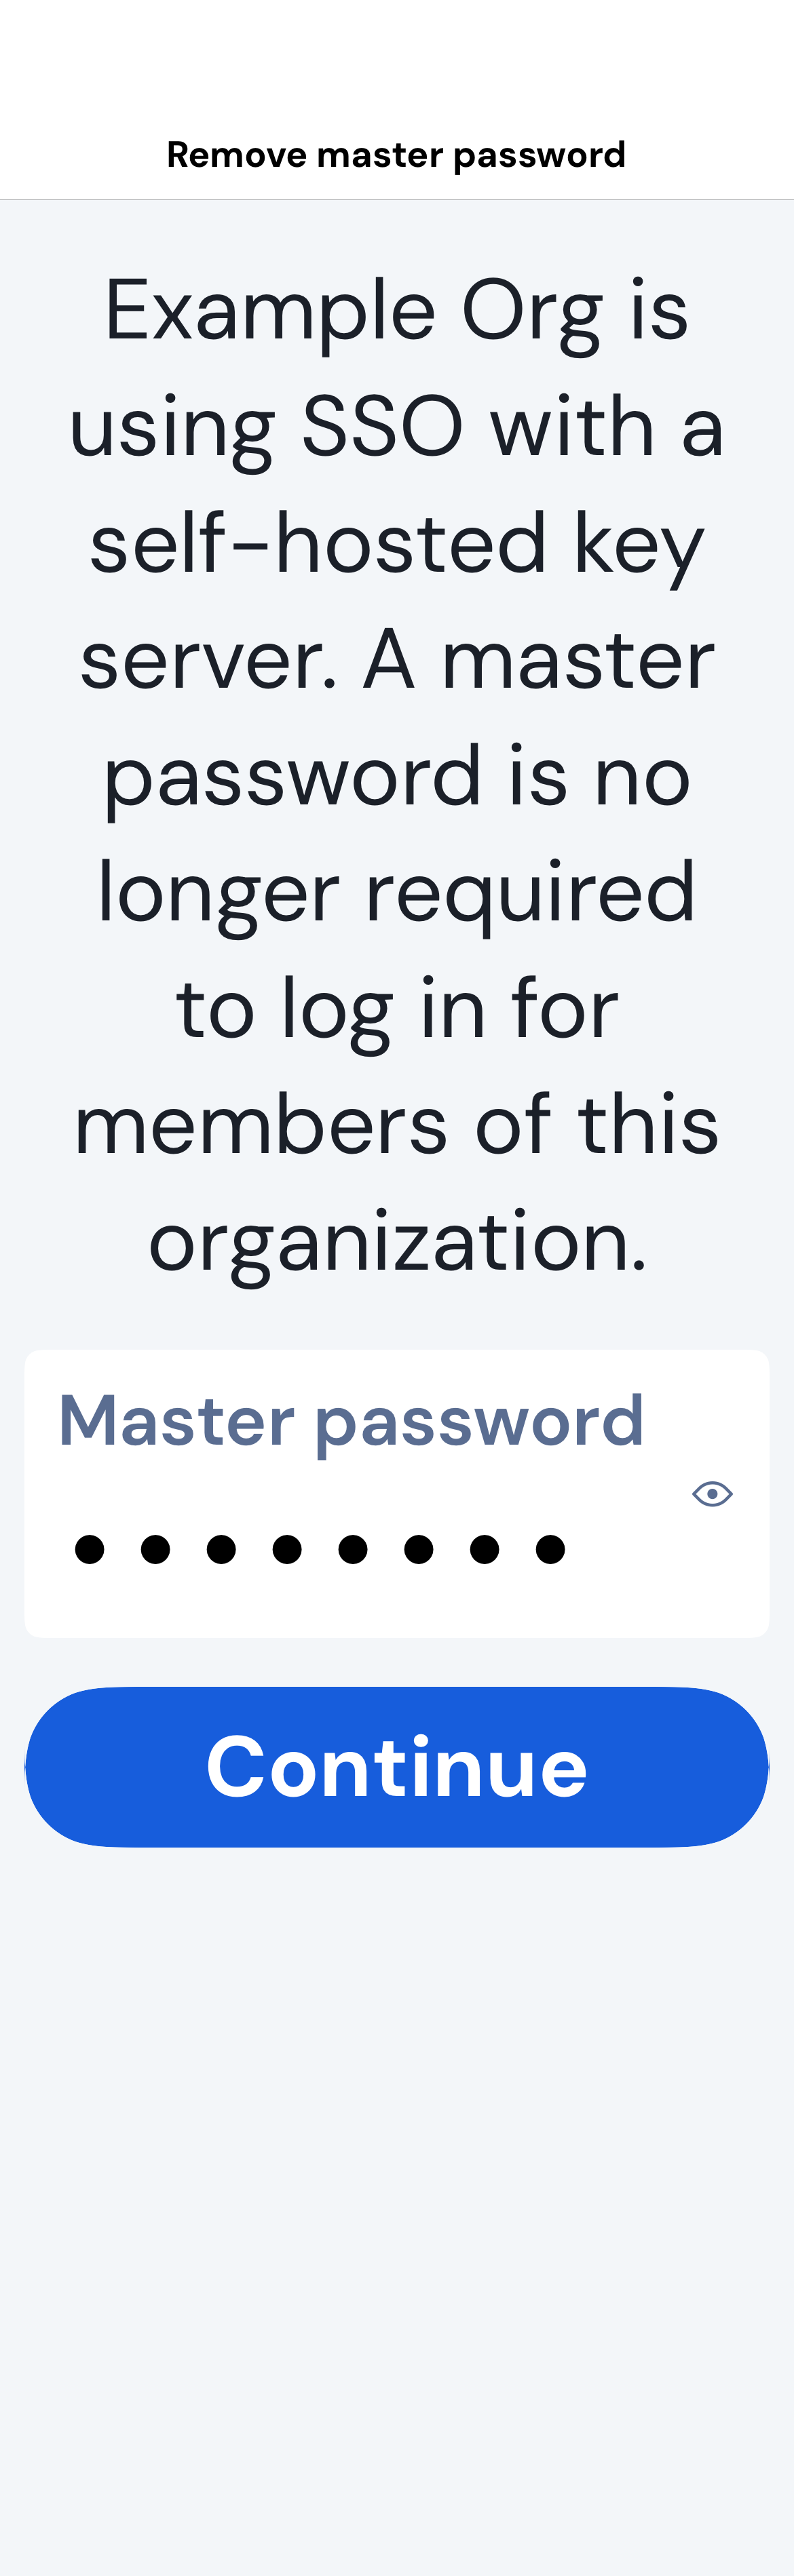 Remove master password
Example Org is
using SSO with a
self-hosted key
server. A master
password is no
longer required
to log in for
members of this
organization.
Master password
Continue